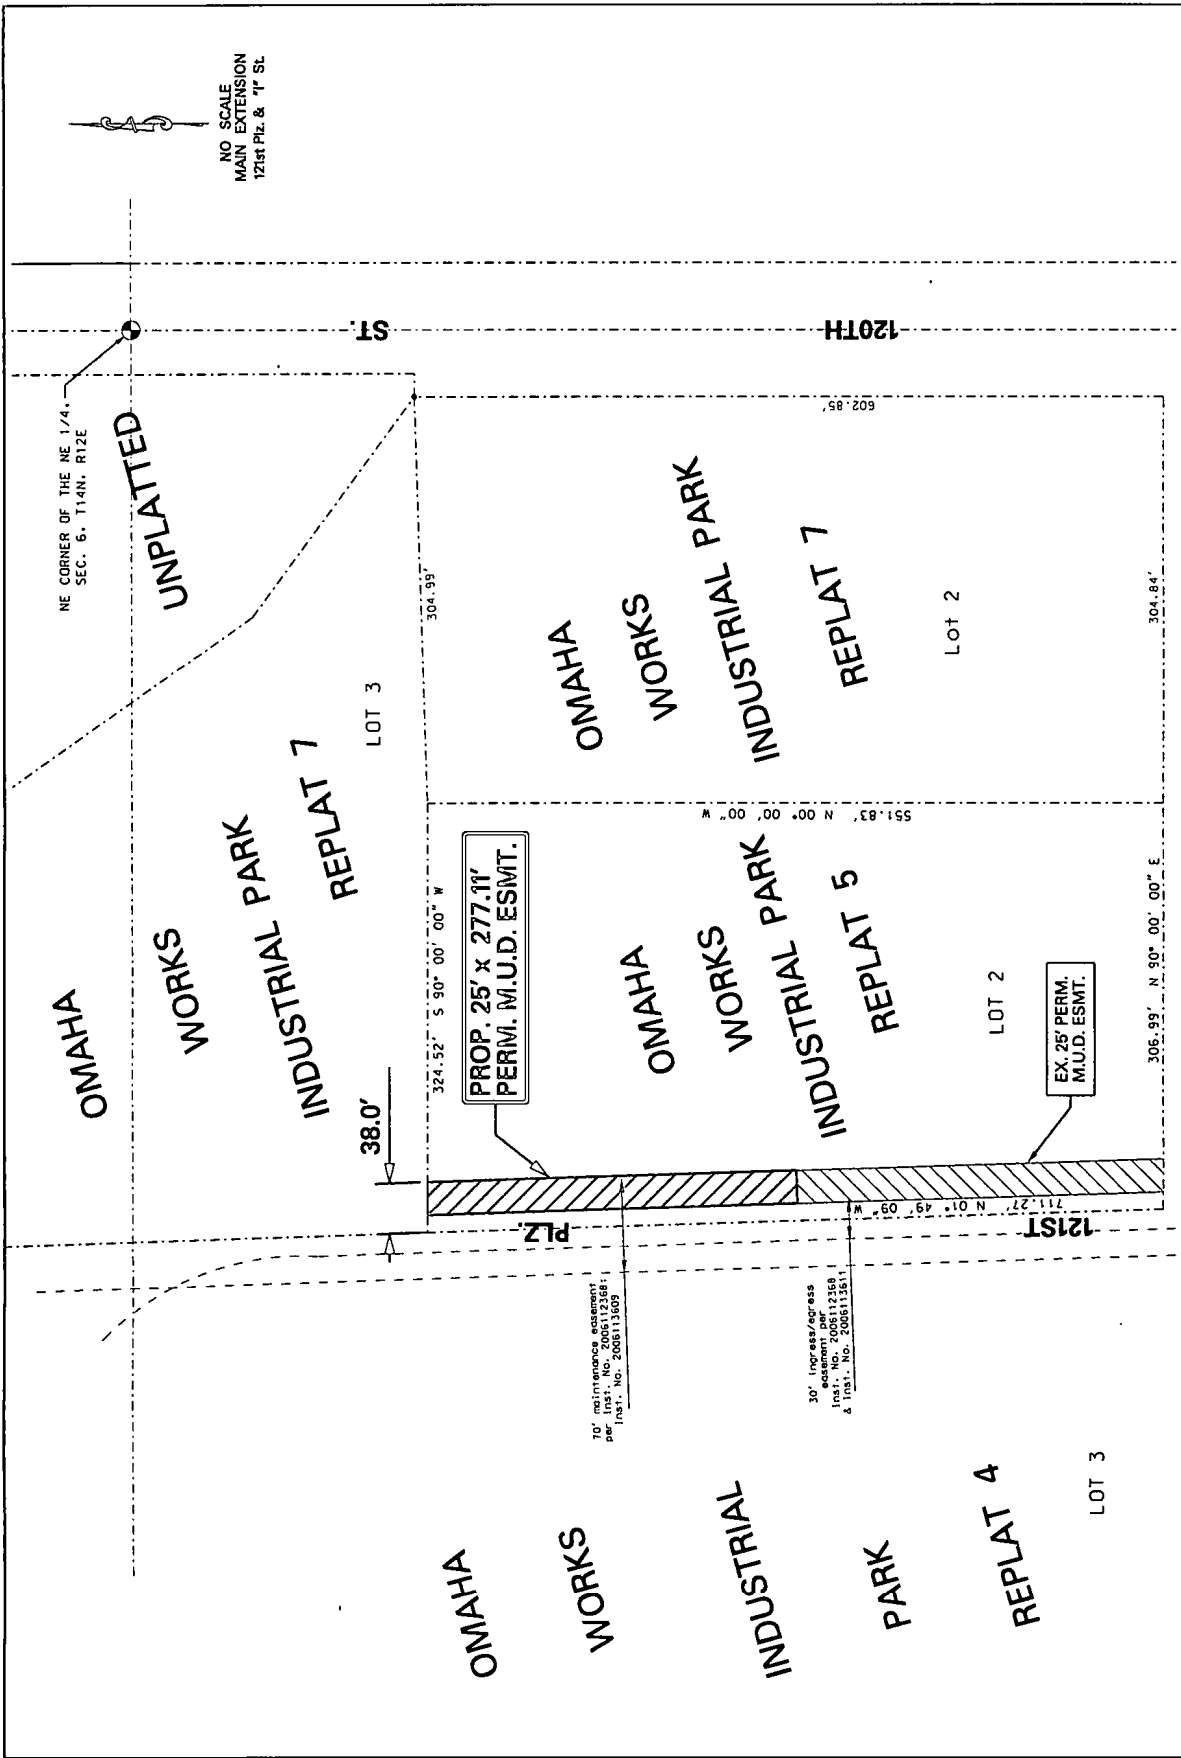 NO SCALE
MAIN EXTENSION
121st Plz. & "I" St.
NE CORNER OF THE NE 1/4,
SEC. 6, T14N, R12E
UNPLATTED
120TH
ST.
OMAHA
WORKS
INDUSTRIAL PARK
REPLAT 7
LOT 3
304.99'
602.85'
OMAHA
WORKS
INDUSTRIAL PARK
REPLAT 7
Lot 2
304.84'
551.83' N 00° 00' 00" W
324.52' S 90° 00' 00" W
38.0'
PROP. 25' x 277.11'
PERM. M.U.D. ESMT.
OMAHA
WORKS
INDUSTRIAL PARK
REPLAT 5
LOT 2
306.99' N 90° 00' 00" E
EX. 25' PERM.
M.U.D. ESMT.
711.27' N 01° 49' 09" W
121ST
PLZ.
70' maintenance easement
per Inst. No. 2006112368;
Inst. No. 2006113609
30' ingress/egress
easement per
Inst. No. 2006112368
& Inst. No. 2006113611
OMAHA
WORKS
INDUSTRIAL
PARK
REPLAT 4
LOT 3